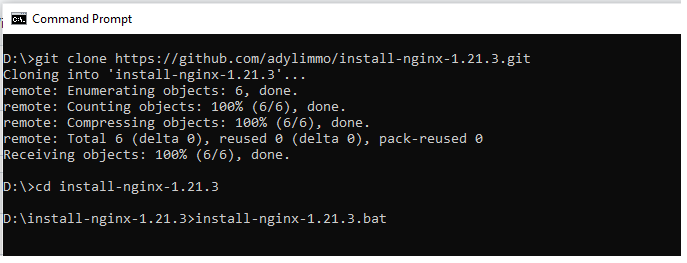 Command Prompt
D:\>git clone https://github.com/adylimmo/install-nginx-1.21.3.git
Cloning into 'install-nginx-1.21.3'...
remote: Enumerating objects: 6, done.
remote: Counting objects: 100% (6/6), done.
remote: Compressing objects: 100% (6/6), done.
remote: Total 6 (delta 0), reused 0 (delta 0), pack-reused 0
Receiving objects: 100% (6/6), done.
D:\>cd install-nginx-1.21.3
D:\install-nginx-1.21.3>install-nginx-1.21.3.bat